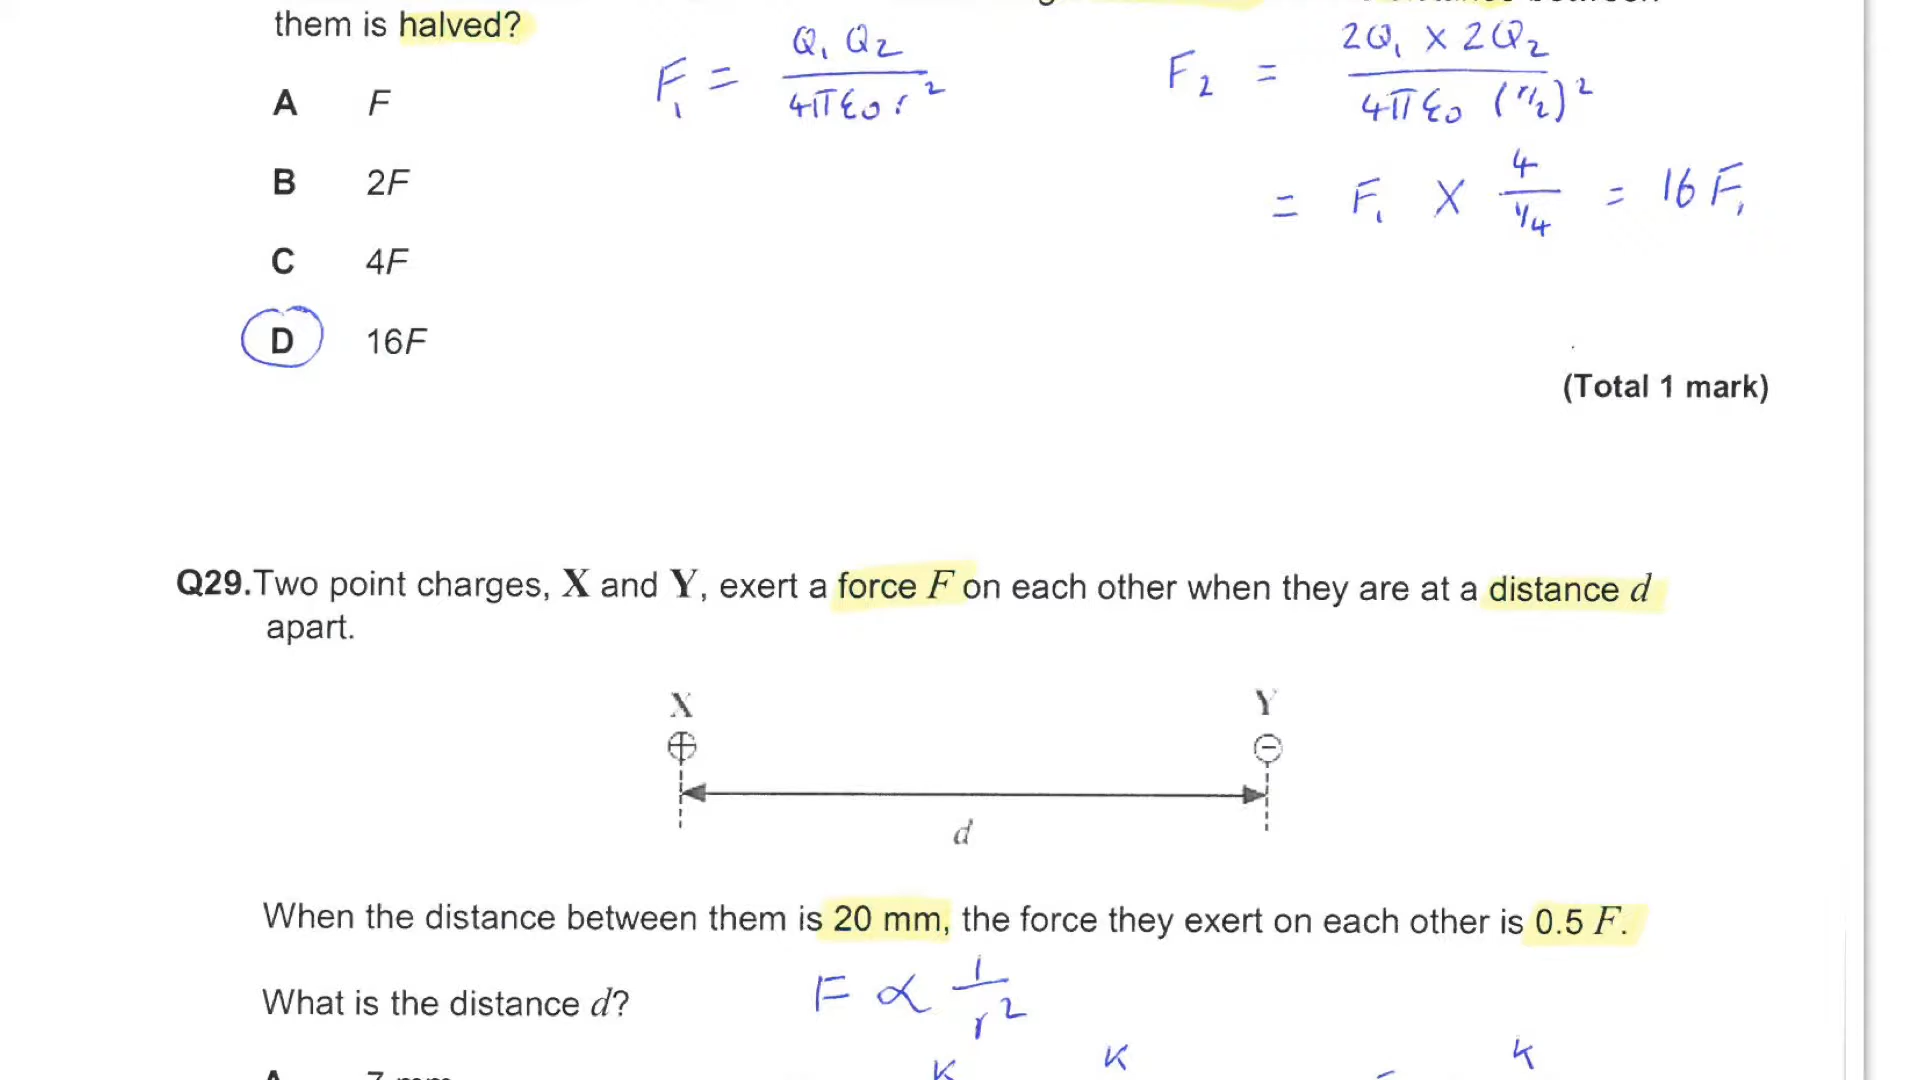 them is halved?
F₁ = Q₁ Q₂ / 4πε₀ r²
F₂ = 2Q₁ × 2Q₂ / 4πε₀ (r/2)²
A F
B 2F
= F₁ × 4 / 1/4 = 16 F₁
C 4F
D 16F
(Total 1 mark)
Q29.Two point charges, X and Y, exert a force F on each other when they are at a distance d
apart.
X Y
⊕ ⊖
d
When the distance between them is 20 mm, the force they exert on each other is 0.5 F.
What is the distance d?
F ∝ 1 / r²
K K K